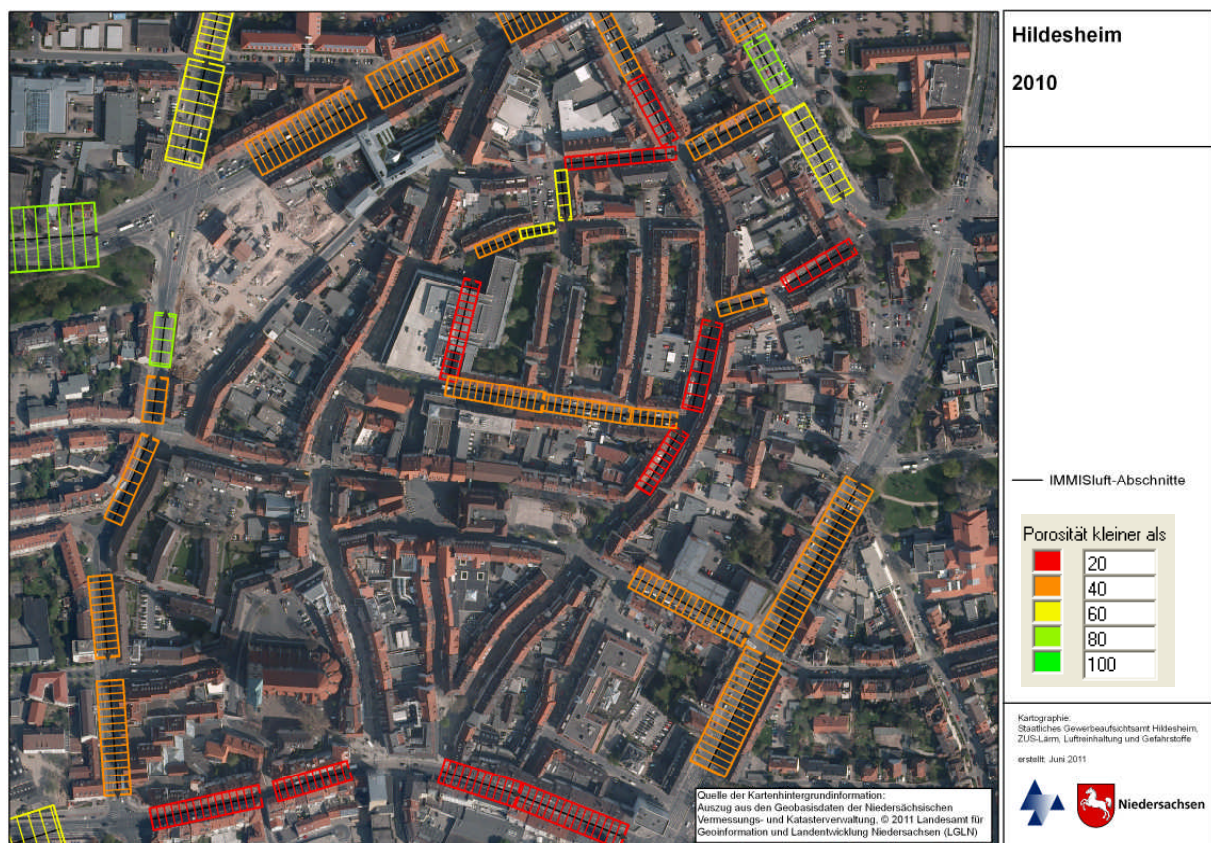 Hildesheim
2010
IMMISluft-Abschnitte
Porosität kleiner als
20
40
60
80
100
Kartographie:
Staatliches Gewerbeaufsichtsamt Hildesheim,
ZUS-Lärm, Luftreinhaltung und Gefahrstoffe
erstellt: Juni 2011
Niedersachsen
Quelle der Kartenhintergrundinformation:
Auszug aus den Geobasisdaten der Niedersächsischen
Vermessungs- und Katasterverwaltung, © 2011 Landesamt für
Geoinformation und Landentwicklung Niedersachsen (LGLN)